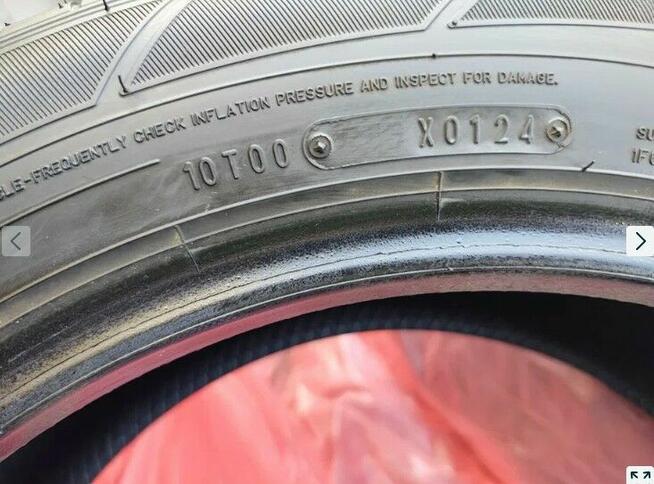 -FREQUENTLY CHECK INFLATION PRESSURE AND INSPECT FOR DAMAGE.
10T00 X0124